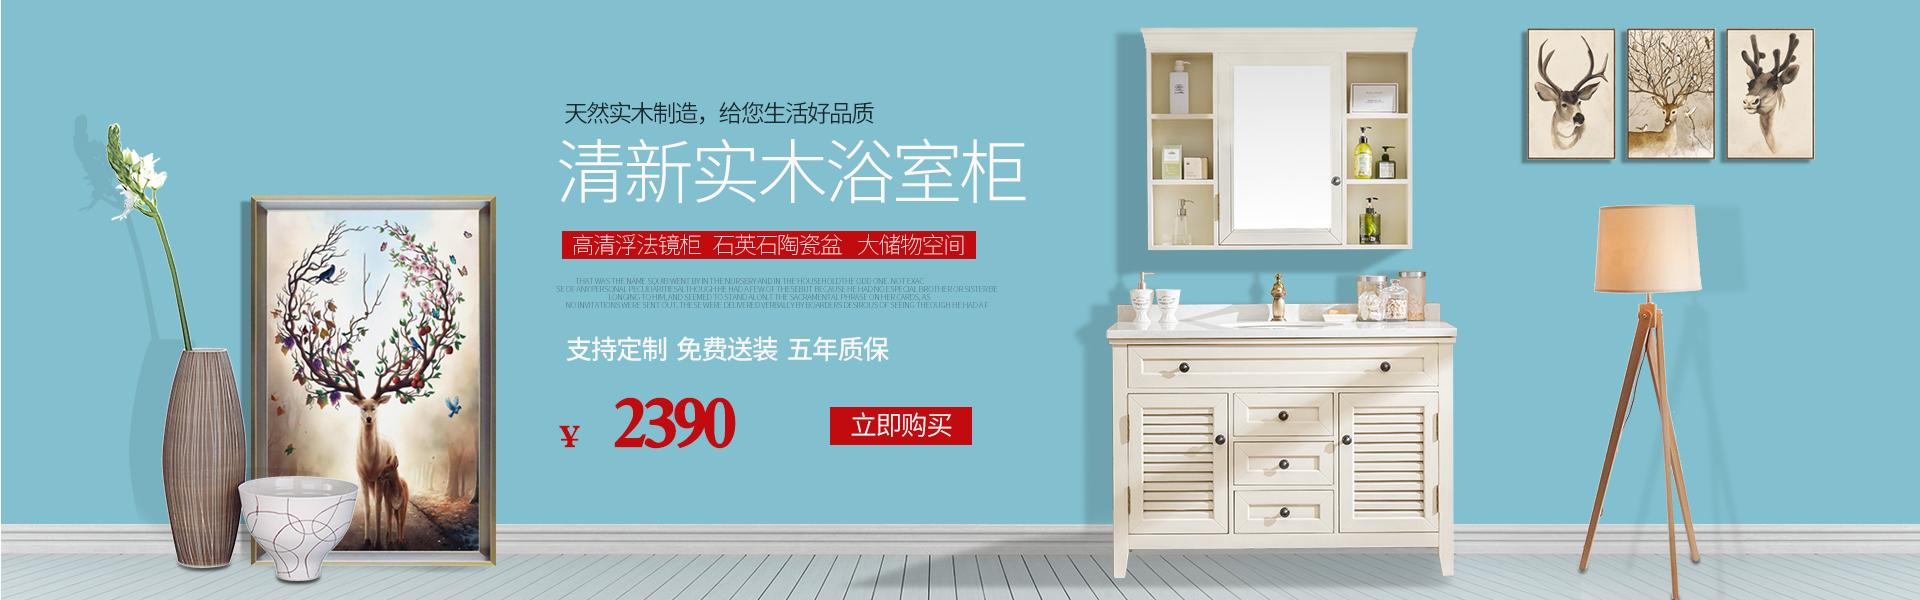 天然实木制造，给您生活好品质
清新实木浴室柜
高清浮法镜柜 石英石陶瓷盆 大储物空间
THAT WAS THE NAME SQUIB WENT BY IN THE NURSERY AND IN THE HOUSEHOLD.THE ODD ONE. NOT EXAC
SE OF ANY PERSONAL PECULIARITIES.ALTHOUGH HE HAD A FEW OF THESE BUT BECAUSE HE HAD NO ESPECIAL BROTHER OR SISTER BE
LONGING TO HIM, AND SEEMED TO STAND ALON.T THE SACRAMENTAL PHRASE ON HER CARDS, AS
NO INVITATIONS WERE SENT OUT. THESE WERE DELIVERED VERBALLY BY BOARDERS DESIROUS OF SEEING THEOUGH HE HAD A F
支持定制 免费送装 五年质保
¥ 2390 立即购买